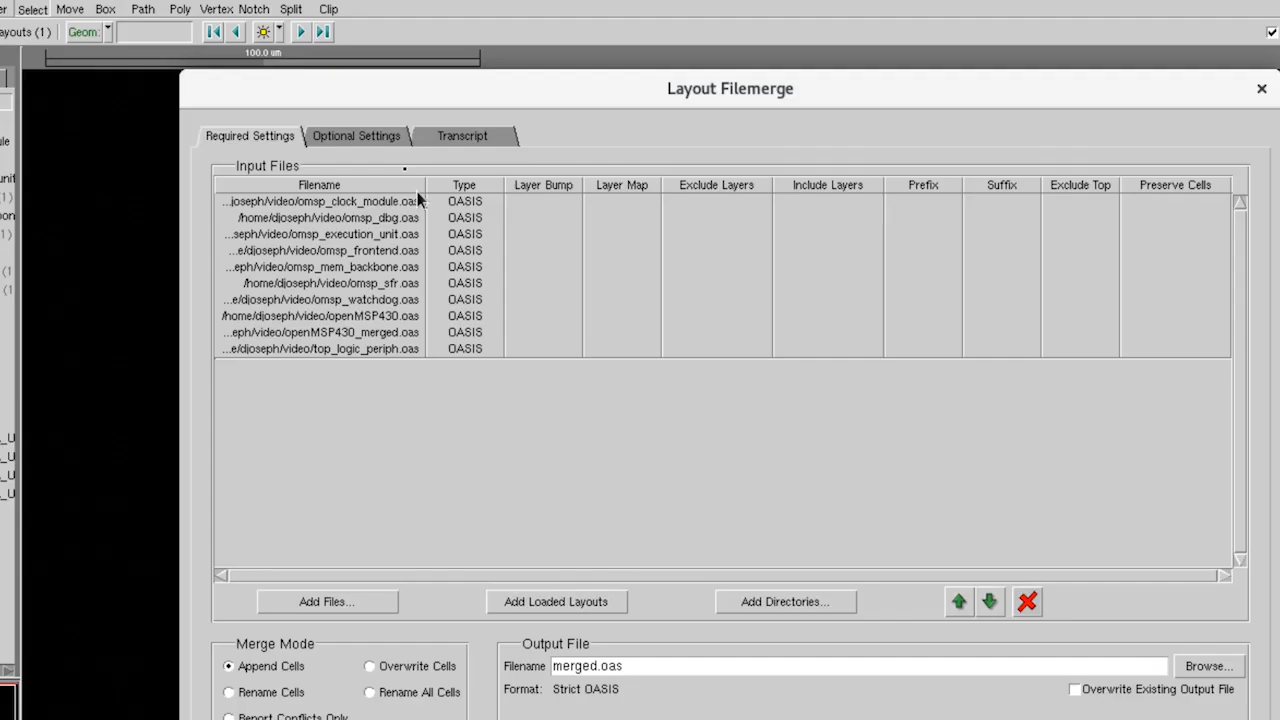 Select Move Box Path Poly Vertex Notch Split Clip
ayouts (1) Geom:
100.0 um
Layout Filemerge
Required Settings Optional Settings Transcript
Input Files
Filename Type Layer Bump Layer Map Exclude Layers Include Layers Prefix Suffix Exclude Top Preserve Cells
...joseph/video/omsp_clock_module.oas OASIS
/home/djoseph/video/omsp_dbg.oas OASIS
...seph/video/omsp_execution_unit.oas OASIS
...e/djoseph/video/omsp_frontend.oas OASIS
...eph/video/omsp_mem_backbone.oas OASIS
/home/djoseph/video/omsp_sfr.oas OASIS
...e/djoseph/video/omsp_watchdog.oas OASIS
/home/djoseph/video/openMSP430.oas OASIS
...eph/video/openMSP430_merged.oas OASIS
...e/djoseph/video/top_logic_periph.oas OASIS
Add Files... Add Loaded Layouts Add Directories...
Merge Mode
Append Cells Overwrite Cells
Rename Cells Rename All Cells
Report Conflicts Only
Output File
Filename merged.oas Browse...
Format: Strict OASIS Overwrite Existing Output File